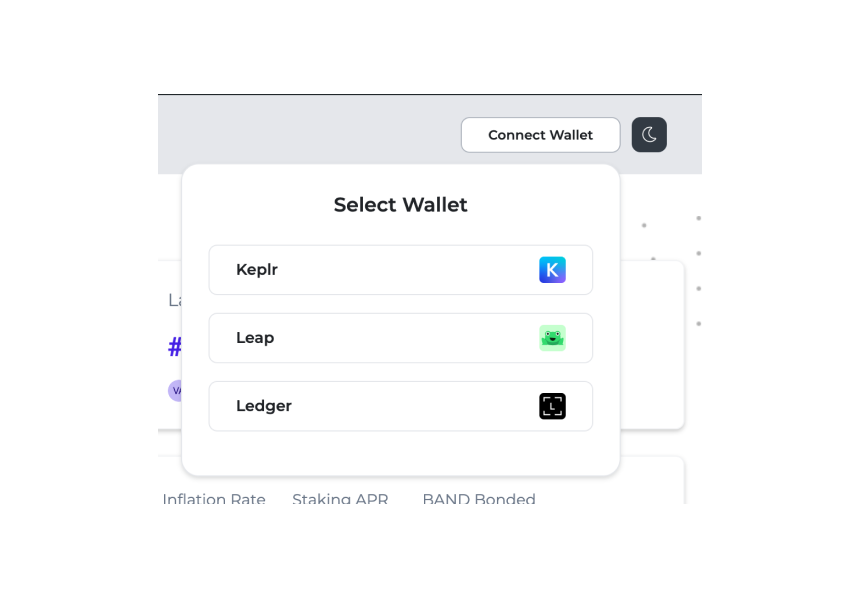 Connect Wallet
Select Wallet
Keplr
K
Leap
Ledger
L
#
Inflation Rate Staking APR BAND Bonded